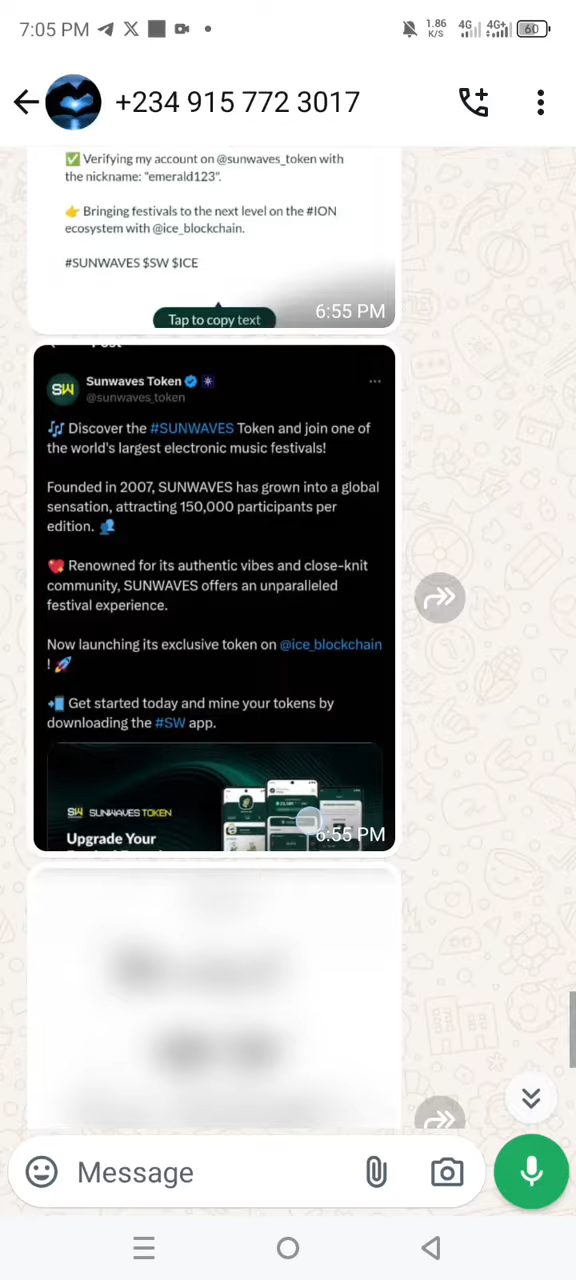 7:05 PM
1.86 K/S 4G 4G+ 60
+234 915 772 3017
✅ Verifying my account on @sunwaves_token with
the nickname: "emerald123".
👉 Bringing festivals to the next level on the #ION
ecosystem with @ice_blockchain.
#SUNWAVES $SW $ICE
Tap to copy text
6:55 PM
SW
Sunwaves Token
@sunwaves_token
🎶 Discover the #SUNWAVES Token and join one of
the world's largest electronic music festivals!
Founded in 2007, SUNWAVES has grown into a global
sensation, attracting 150,000 participants per
edition. 👥
💖 Renowned for its authentic vibes and close-knit
community, SUNWAVES offers an unparalleled
festival experience.
Now launching its exclusive token on @ice_blockchain
! 🚀
📲 Get started today and mine your tokens by
downloading the #SW app.
SW SUNWAVES TOKEN
Upgrade Your
6:55 PM
Message